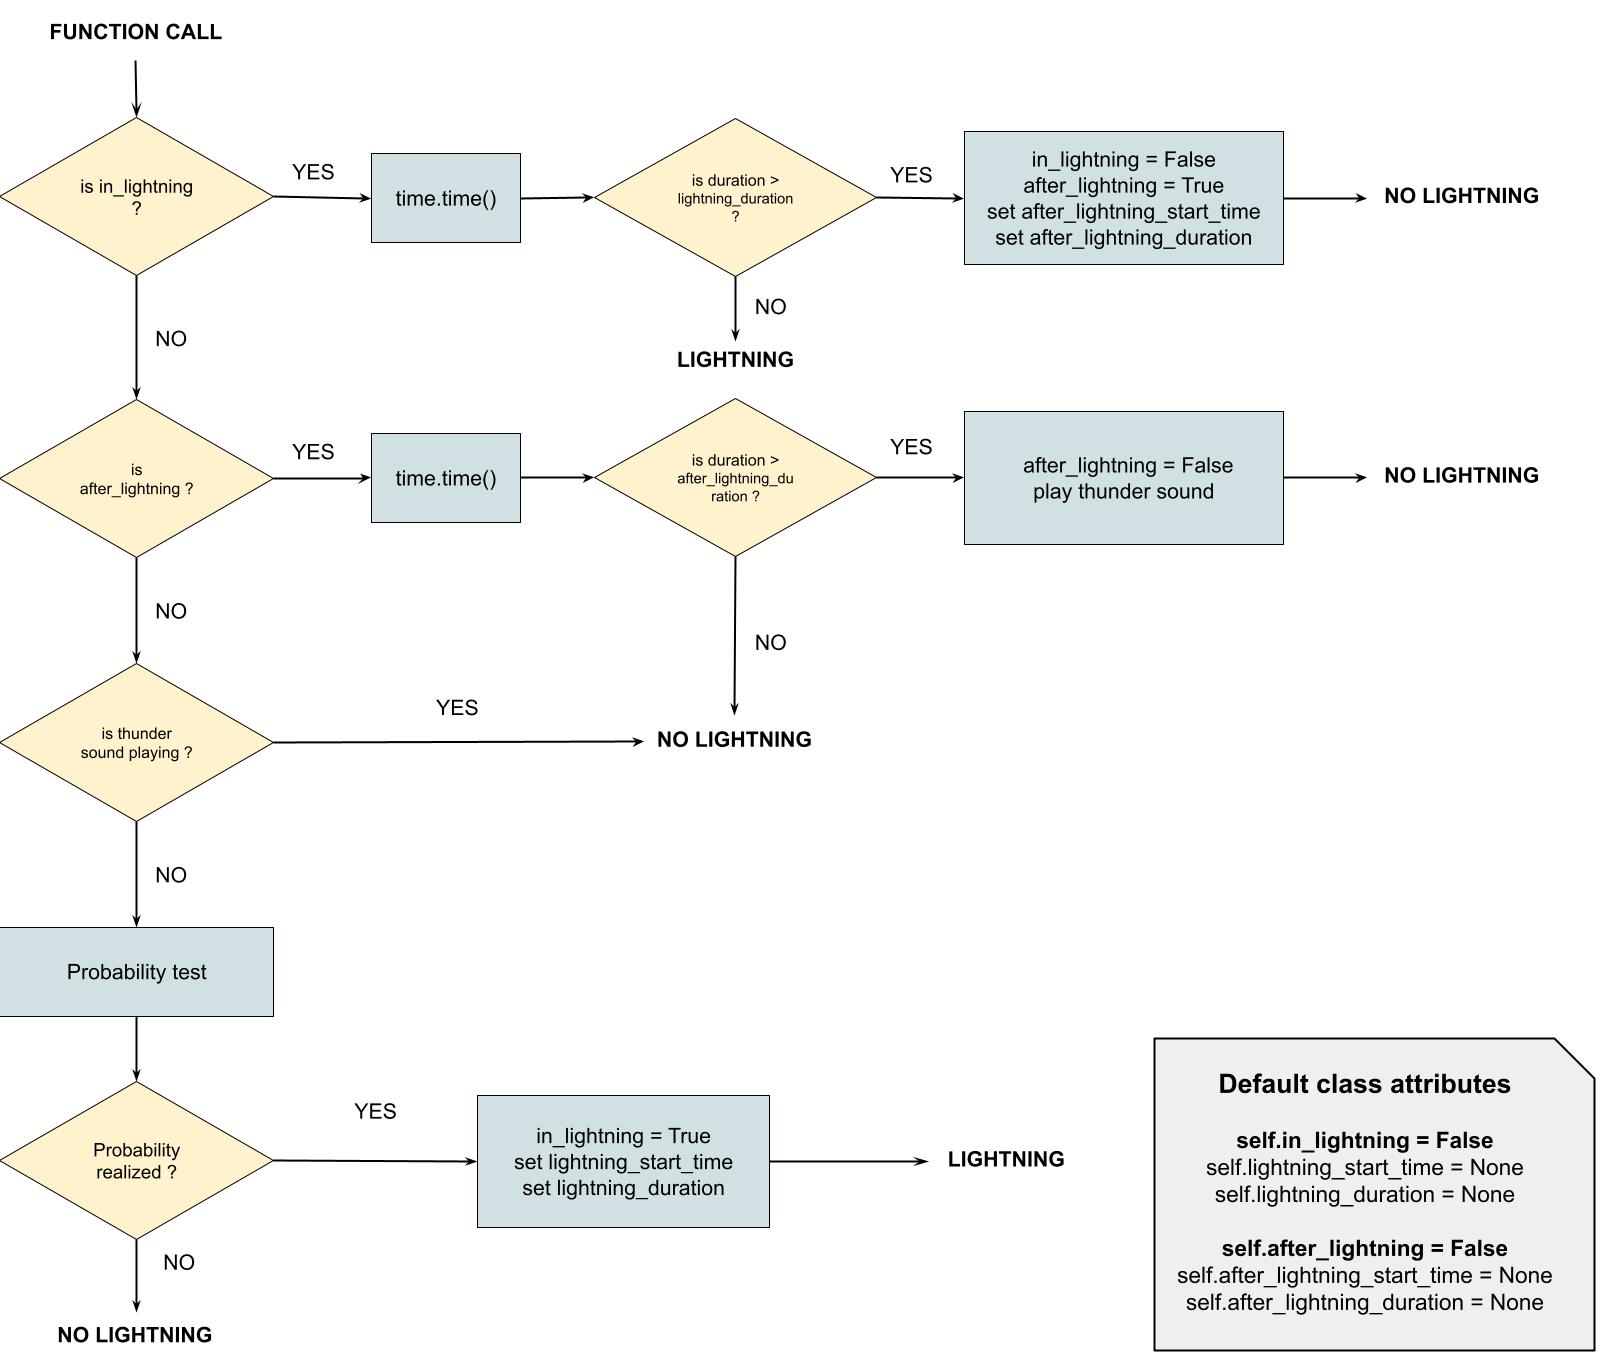 FUNCTION CALL
is in_lightning
?
YES
time.time()
is duration >
lightning_duration
?
YES
in_lightning = False
after_lightning = True
set after_lightning_start_time
set after_lightning_duration
NO LIGHTNING
NO
NO
LIGHTNING
is
after_lightning ?
YES
time.time()
is duration >
after_lightning_du
ration ?
YES
after_lightning = False
play thunder sound
NO LIGHTNING
NO
NO
is thunder
sound playing ?
YES
NO LIGHTNING
NO
Probability test
Probability
realized ?
YES
in_lightning = True
set lightning_start_time
set lightning_duration
LIGHTNING
NO
NO LIGHTNING
Default class attributes
self.in_lightning = False
self.lightning_start_time = None
self.lightning_duration = None
self.after_lightning = False
self.after_lightning_start_time = None
self.after_lightning_duration = None